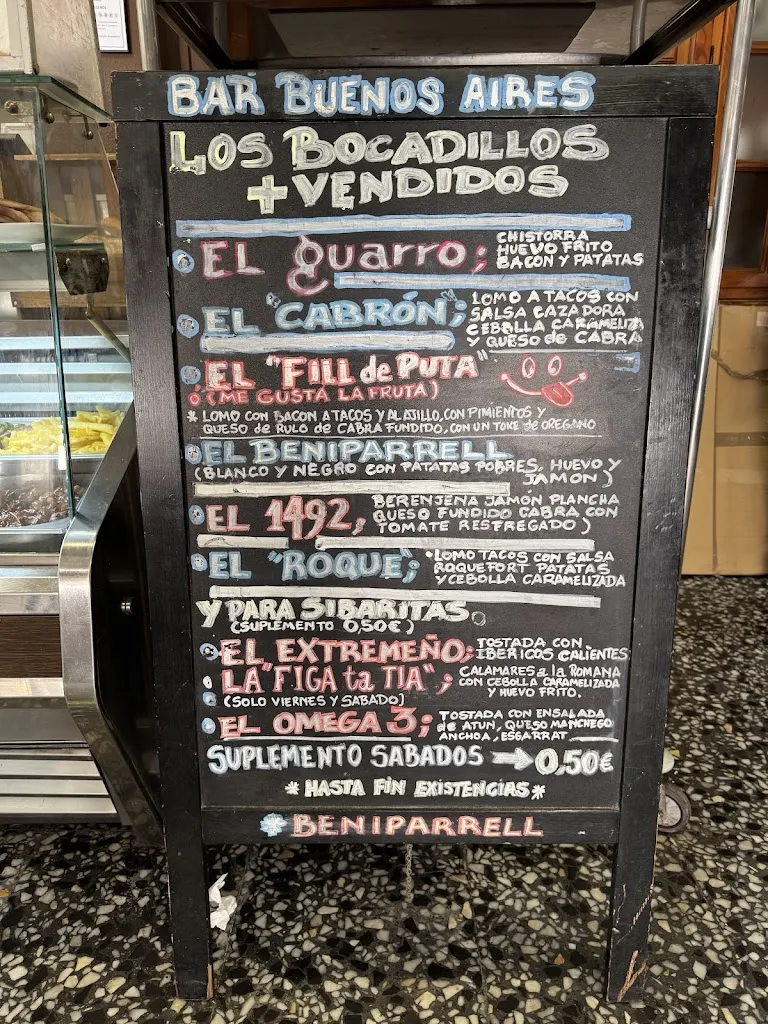 BAR BUENOS AIRES
LOS BOCADILLOS
+ VENDIDOS
EL guarro; CHISTORRA
HUEVO FRITO
BACON Y PATATAS
EL "CABRÓN"; LOMO A TACOS CON
SALSA CAZADORA
CEBOLLA CARAMELIZ
Y QUESO de CABRA
EL "FILL de PUTA"
ó (ME GUSTA LA FRUTA)
* LOMO CON BACON A TACOS Y AL AJILLO, CON PIMIENTOS Y
QUESO DE RULO DE CABRA FUNDIDO, CON UN TOKE de OREGANO
EL BENIPARRELL
(BLANCO Y NEGRO CON PATATAS POBRES, HUEVO Y
JAMON)
EL 1492, BERENJENA JAMÓN PLANCHA
QUESO FUNDIDO CABRA CON
TOMATE RESFREGADO)
EL "ROQUE"; *LOMO TACOS CON SALSA
ROQUEFORT PATATAS
Y CEBOLLA CARAMELIZADA
Y PARA SIBARITAS
(SUPLEMENTO 0,50€)
EL EXTREMEÑO; TOSTADA CON
IBERICOS CALIENTES
LA "FIGA ta TIA"; CALAMARES a la ROMANA
CON CEBOLLA CARAMELIZADA
Y HUEVO FRITO.
(SOLO VIERNES Y SABADO)
EL OMEGA 3; TOSTADA CON ENSALADA
de ATUN, QUESO MANCHEGO
ANCHOA, ESGARRAT
SUPLEMENTO SABADOS → 0,50€
* HASTA FIN EXISTENCIAS *
* BENIPARRELL